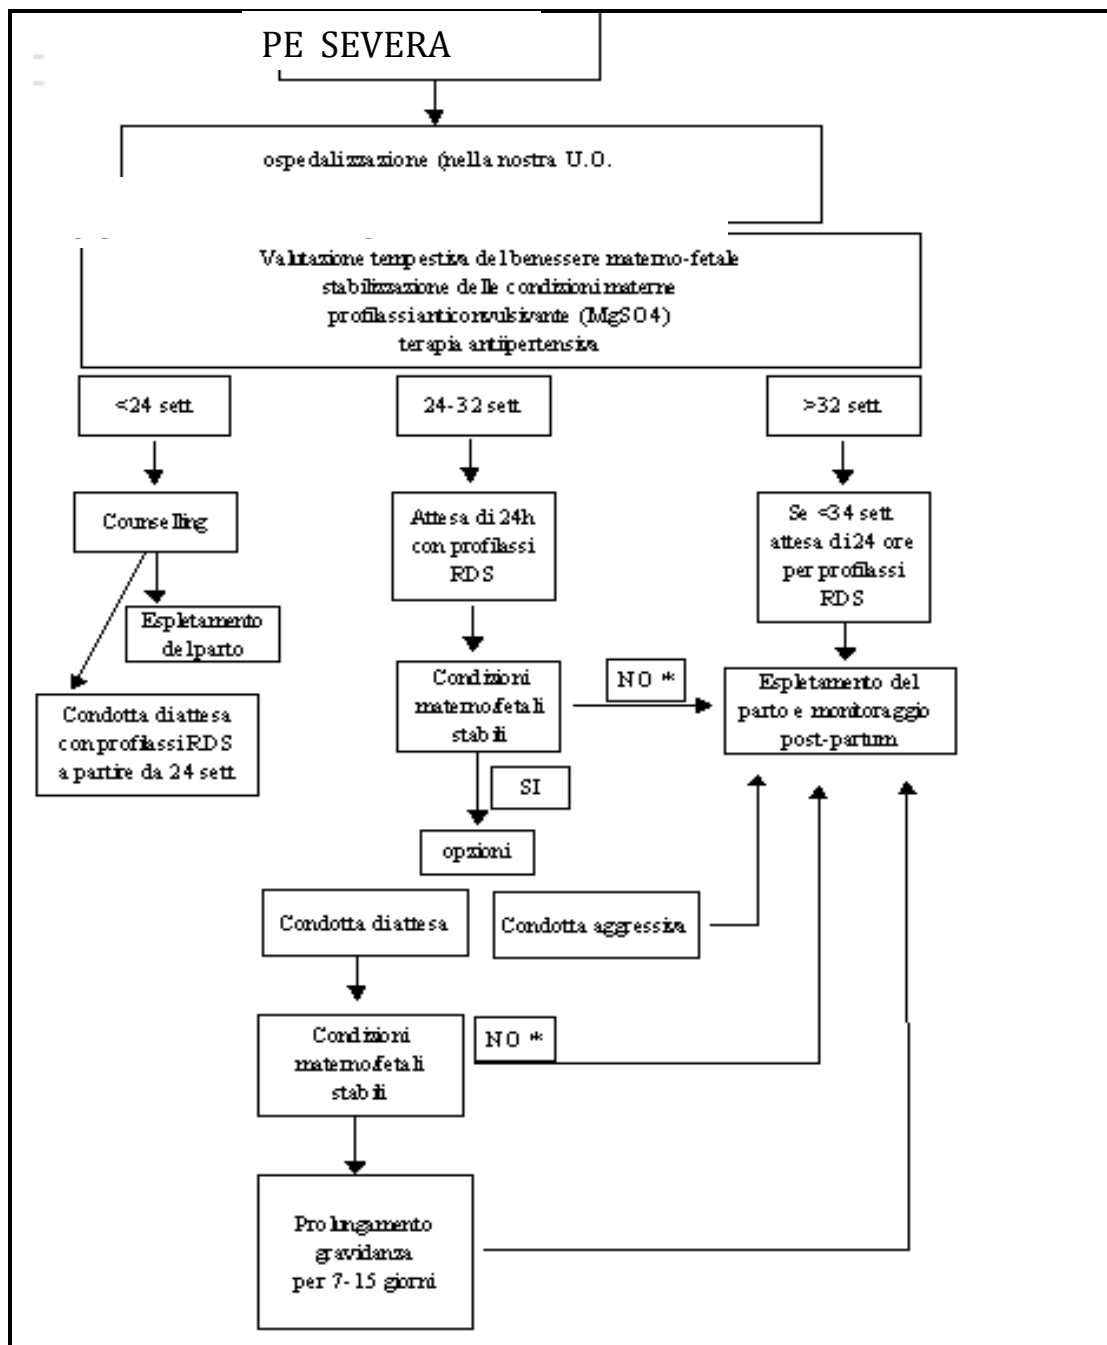 PE SEVERA
ospedalizzazione (nella nostra U.O.
Valutazione tempestiva del benessere materno-fetale
stabilizzazione delle condizioni materne
profilassi anticonvulsivante (MgSO4)
terapia antiipertensiva
<24 sett.
24-32 sett.
>32 sett.
Counselling
Attesa di 24h
con profilassi
RDS
Se <34 sett
attesa di 24 ore
per profilassi
RDS
Espletamento
del parto
Condotta di attesa
con profilassi RDS
a partire da 24 sett
Condizioni
materno-fetali
stabili
NO *
Espletamento del
parto e monitoraggio
post-partum
SI
opzioni
Condotta di attesa
Condotta aggressiva
Condizioni
materno-fetali
stabili
NO *
Prolungamento
gravidanza
per 7-15 giorni